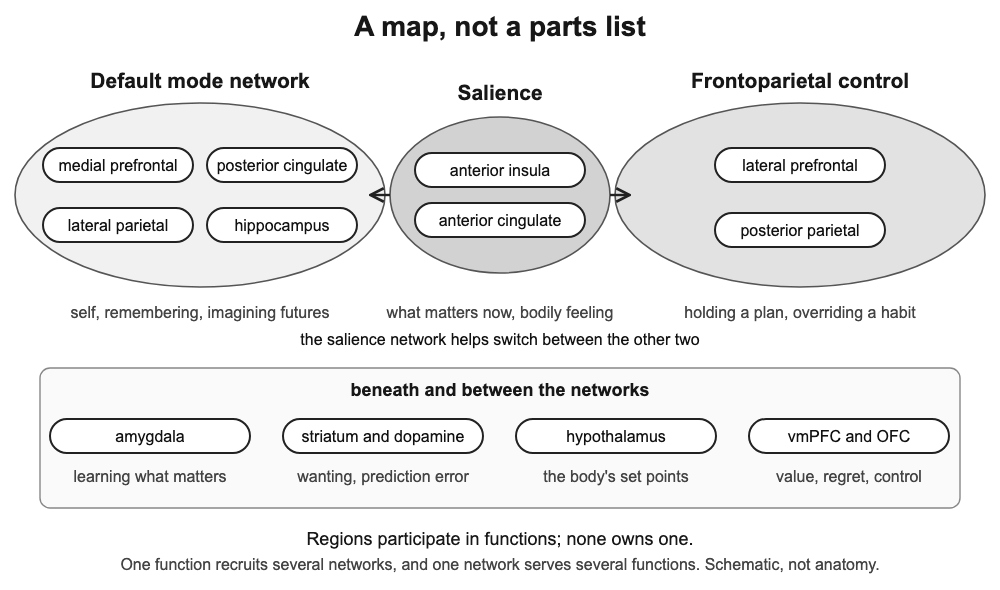 A map, not a parts list
Default mode network
Salience
Frontoparietal control
medial prefrontal
posterior cingulate
lateral parietal
hippocampus
anterior insula
anterior cingulate
lateral prefrontal
posterior parietal
self, remembering, imagining futures
what matters now, bodily feeling
holding a plan, overriding a habit
the salience network helps switch between the other two
beneath and between the networks
amygdala
striatum and dopamine
hypothalamus
vmPFC and OFC
learning what matters
wanting, prediction error
the body's set points
value, regret, control
Regions participate in functions; none owns one.
One function recruits several networks, and one network serves several functions. Schematic, not anatomy.